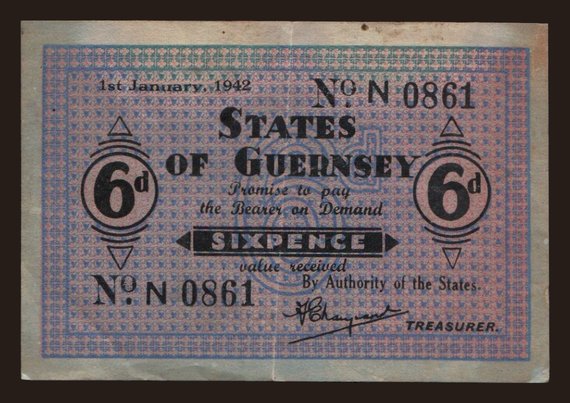 1st January, 1942
No. N 0861
STATES
OF GUERNSEY
6d
6d
Promise to pay
the Bearer on Demand
SIXPENCE
value received
By Authority of the States.
No. N 0861
TREASURER.